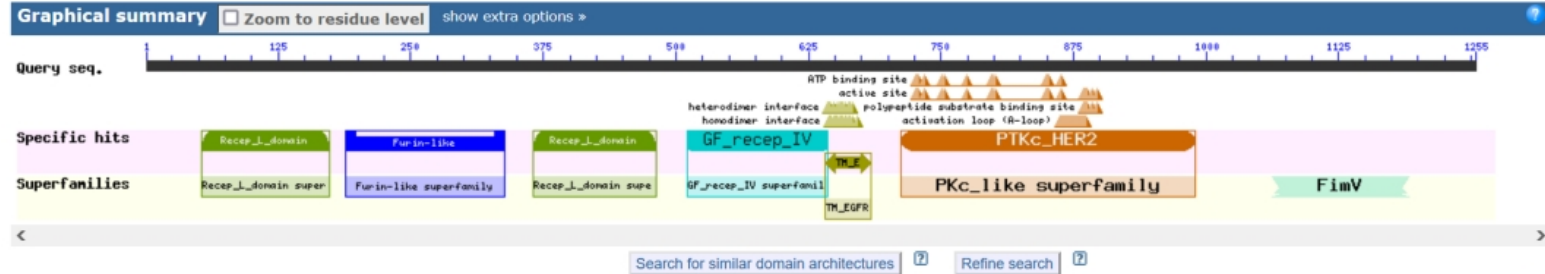 Graphical summary Zoom to residue level show extra options » ?
1 125 250 375 500 625 750 875 1000 1125 1255
Query seq.
ATP binding site
active site
heterodimer interface polypeptide substrate binding site
homodimer interface activation loop (A-loop)
Specific hits Recep_L_domain Furin-like Recep_L_domain GF_recep_IV PTKc_HER2
TM_E
Superfamilies Recep_L_domain super Furin-like superfamily Recep_L_domain supe GF_recep_IV superfamil PKc_like superfamily FimV
TM_EGFR
< >
Search for similar domain architectures ? Refine search ?